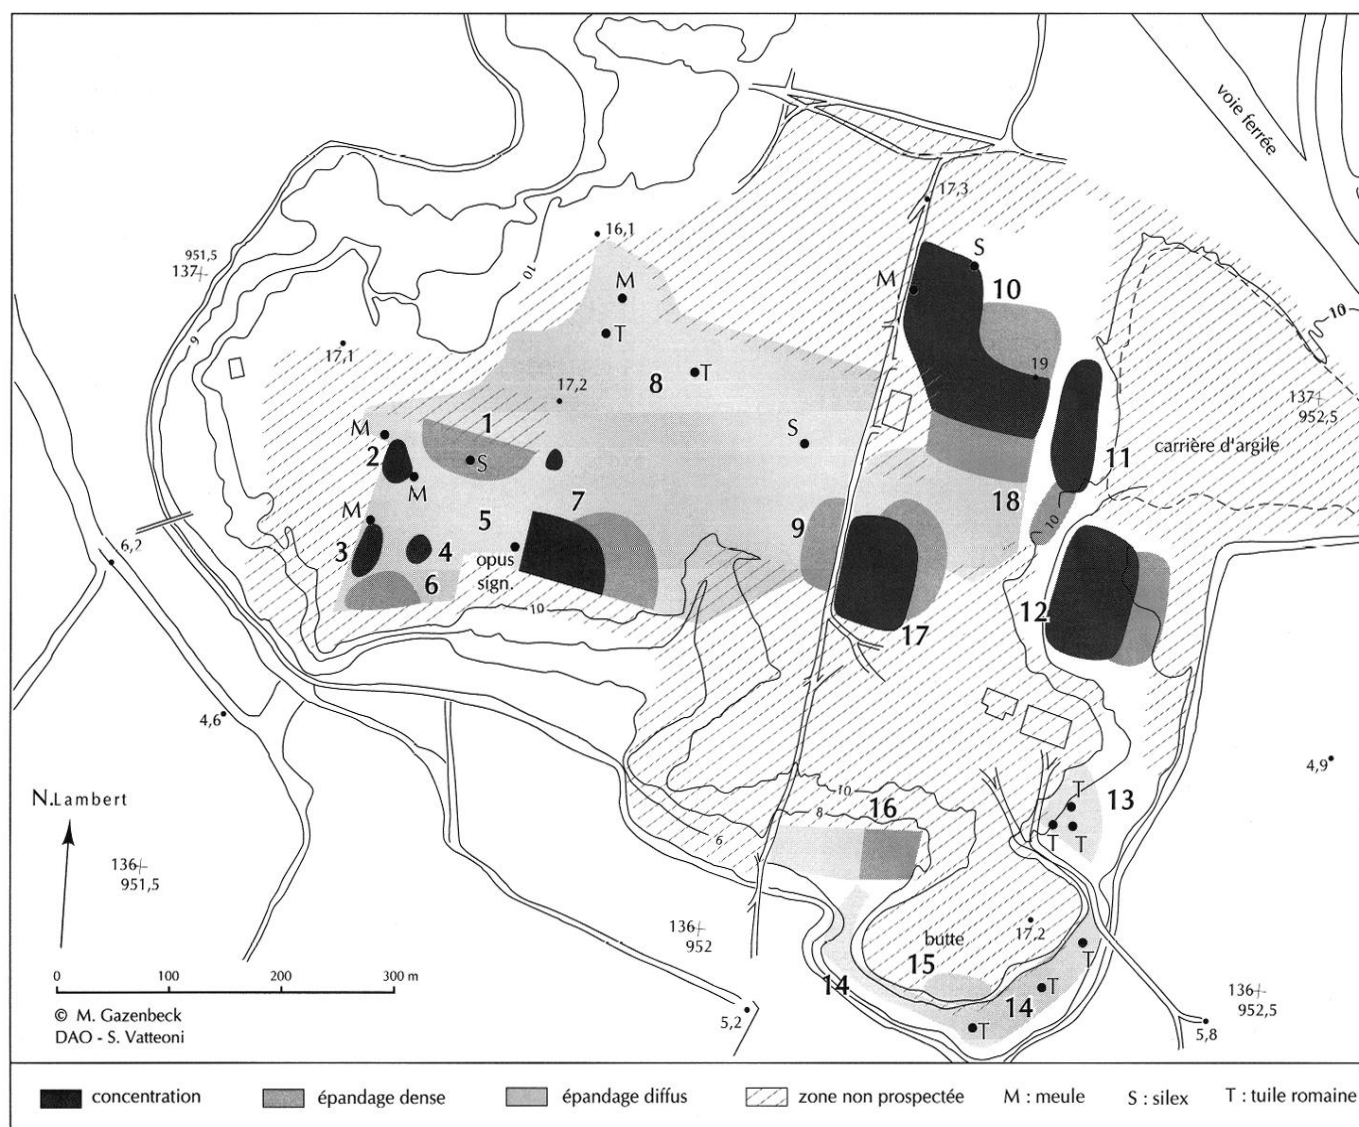 voie ferrée
17,3
16,1
10
951,5
137
S
M
M
10
10
T
17,1
19
6
8
T
17,2
137
952,5
1
M
S
carrière d'argile
2
S
11
M
7
18
M
5
9
10
6,2
3
4
opus
sign.
6
10
12
17
4,6
4,9
N.Lambert
10
16
T
13
8
T
T
6
136
951,5
136
952
17,2
butte
T
15
14
14
T
136
952,5
0
100
200
300 m
5,2
T
5,8
© M. Gazenbeck
DAO - S. Vatteoni
concentration
épandage dense
épandage diffus
zone non prospectée
M : meule
S : silex
T : tuile romaine